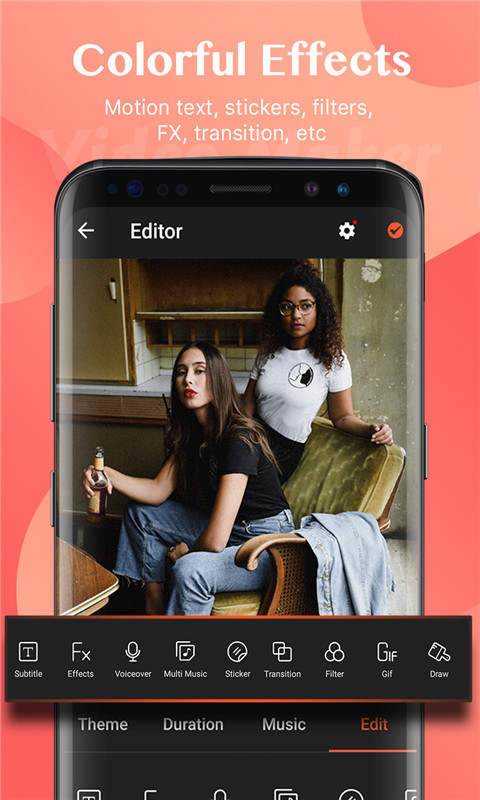 Colorful Effects
Motion text, stickers, filters,
FX, transition, etc
Editor
Subtitle Effects Voiceover Multi Music Sticker Transition Filter Gif Draw
Theme Duration Music Edit